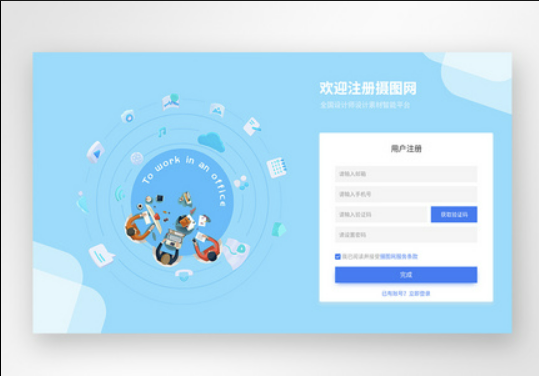 欢迎注册摄图网
全国设计师设计素材智慧平台
To work in an office
用户注册
请输入邮箱
请输入手机号
请输入验证码
获取验证码
请设置密码
我已阅读并接受摄图网服务条款
完成
已有账号？立即登录